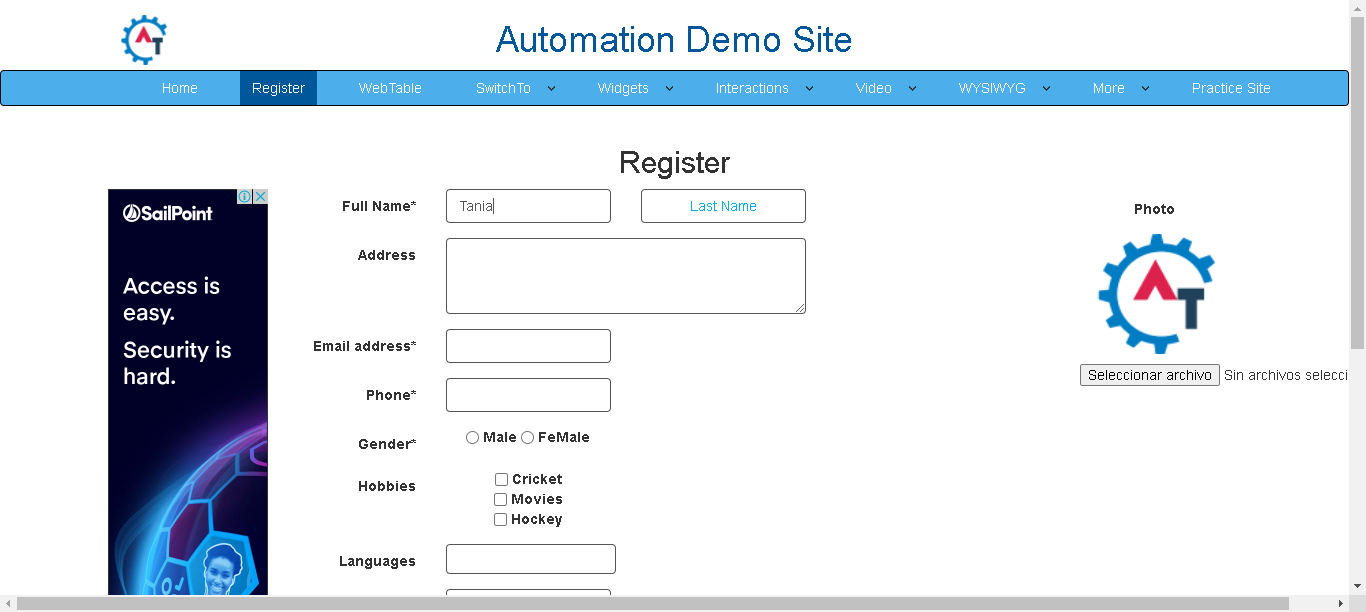 Automation Demo Site
Home Register WebTable SwitchTo Widgets Interactions Video WYSIWYG More Practice Site
Register
SailPoint
Access is
easy.
Security is
hard.
Full Name* Tania Last Name
Address
Email address*
Phone*
Gender* Male FeMale
Hobbies Cricket
Movies
Hockey
Languages
Photo
AT
Seleccionar archivo Sin archivos selecci